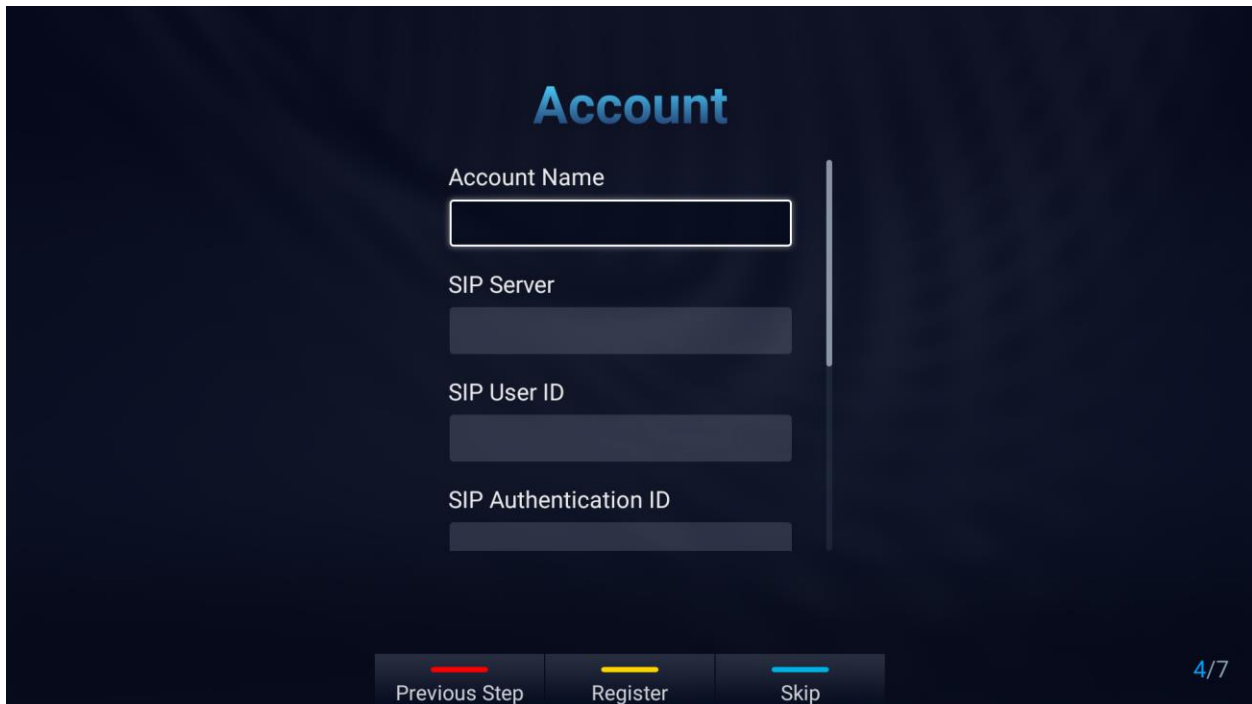 Account
Account Name
SIP Server
SIP User ID
SIP Authentication ID
Previous Step Register Skip
4/7